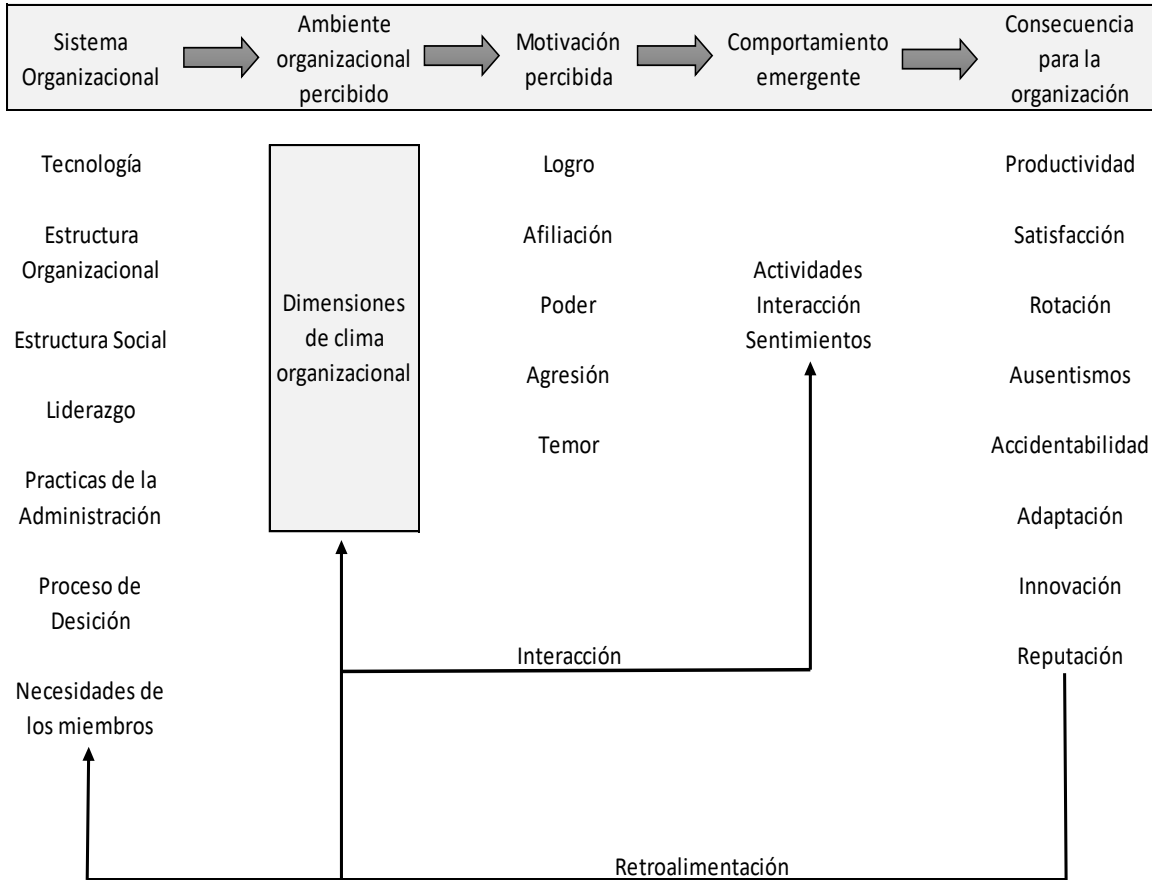 Sistema
Organizacional
Ambiente
organizacional
percibido
Motivación
percibida
Comportamiento
emergente
Consecuencia
para la
organización
Tecnología
Estructura
Organizacional
Estructura Social
Liderazgo
Practicas de la
Administración
Proceso de
Desición
Necesidades de
los miembros
Dimensiones
de clima
organizacional
Logro
Afiliación
Poder
Agresión
Temor
Actividades
Interacción
Sentimientos
Productividad
Satisfacción
Rotación
Ausentismos
Accidentabilidad
Adaptación
Innovación
Reputación
Interacción
Retroalimentación